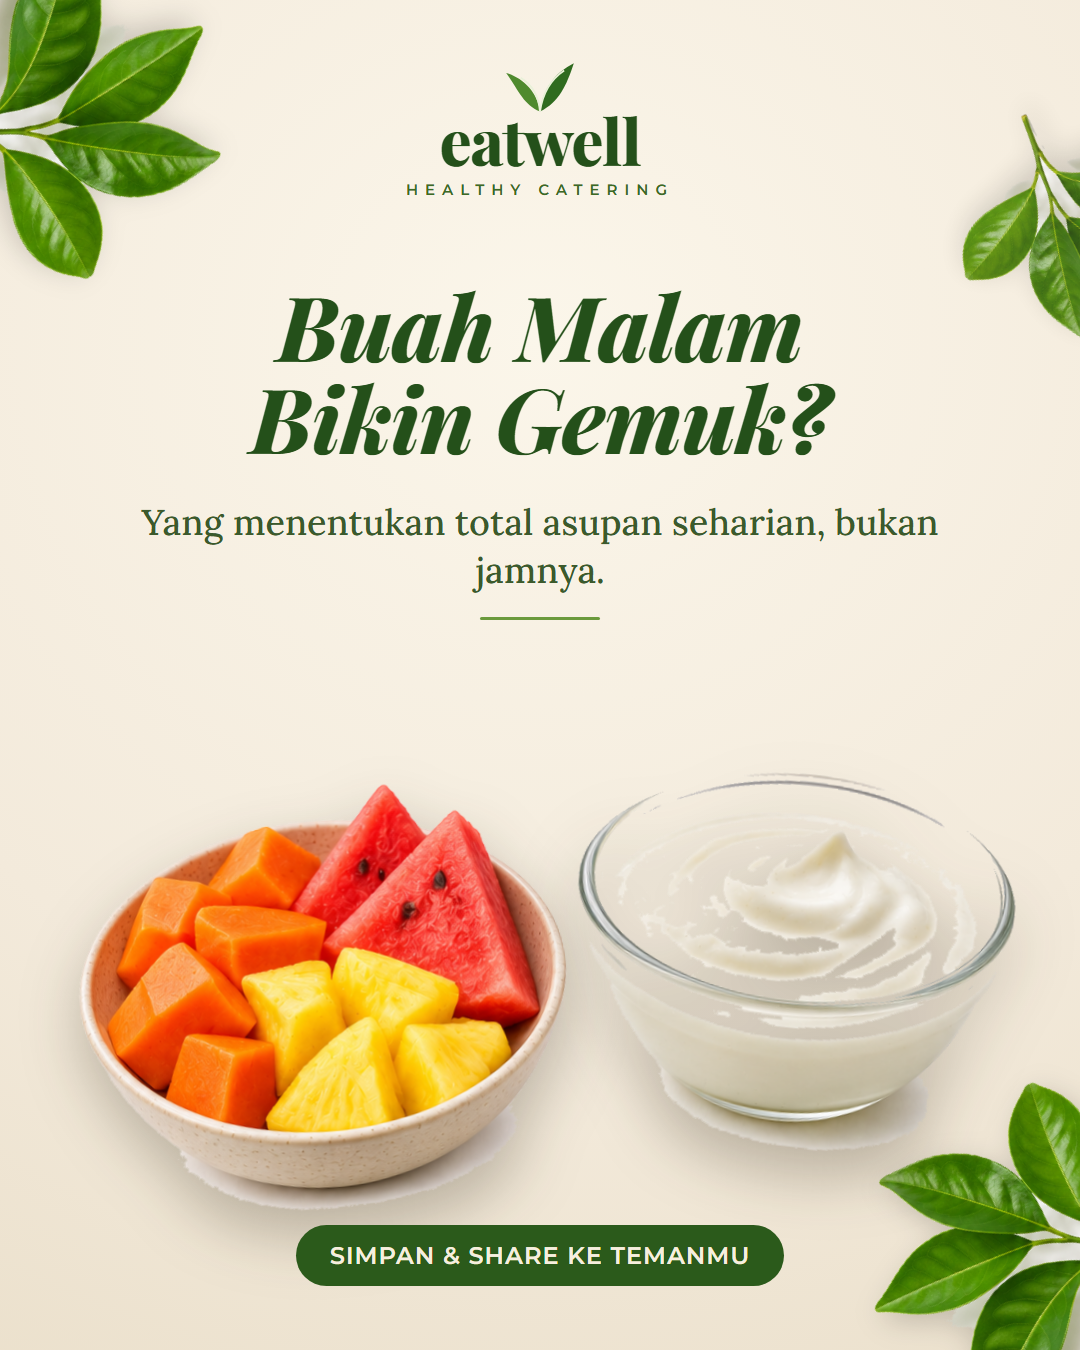 eatwell
HEALTHY CATERING
Buah Malam
Bikin Gemuk?
Yang menentukan total asupan seharian, bukan
jamnya.
SIMPAN & SHARE KE TEMANMU